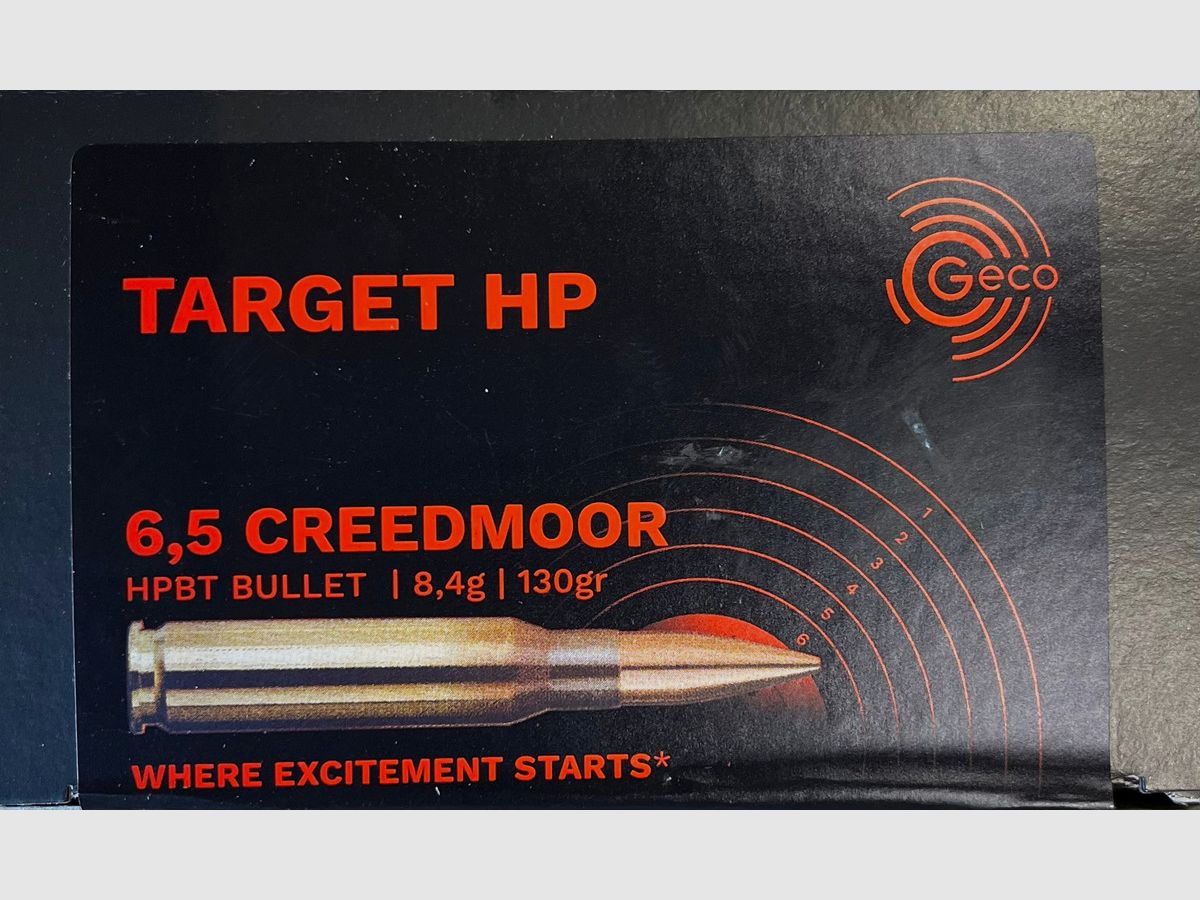 Geco
TARGET HP
6,5 CREEDMOOR
HPBT BULLET | 8,4g | 130gr
1
2
3
4
5
6
WHERE EXCITEMENT STARTS*